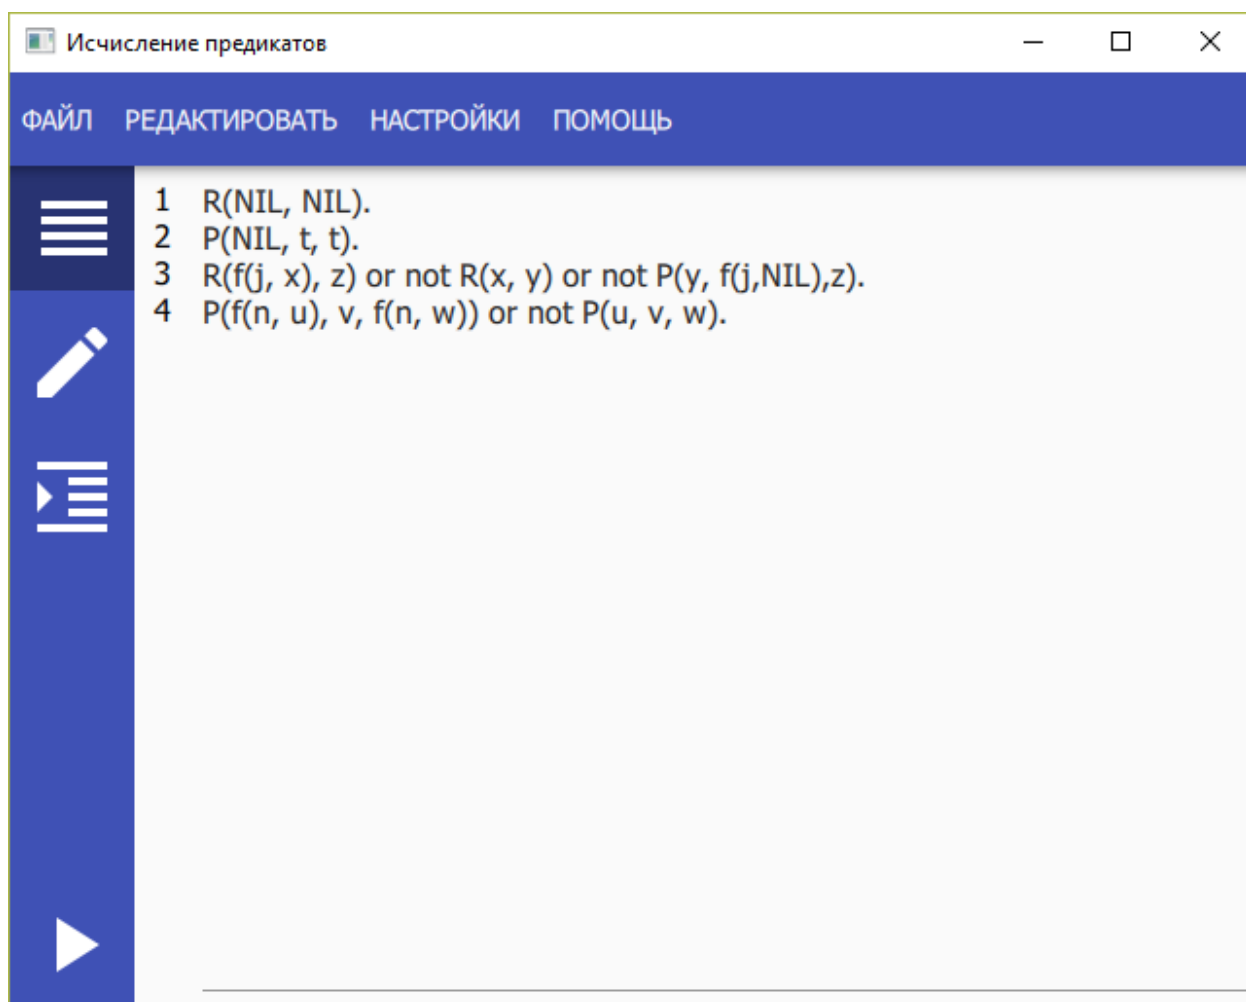 Исчисление предикатов
ФАЙЛ РЕДАКТИРОВАТЬ НАСТРОЙКИ ПОМОЩЬ
1 R(NIL, NIL).
2 P(NIL, t, t).
3 R(f(j, x), z) or not R(x, y) or not P(y, f(j,NIL),z).
4 P(f(n, u), v, f(n, w)) or not P(u, v, w).